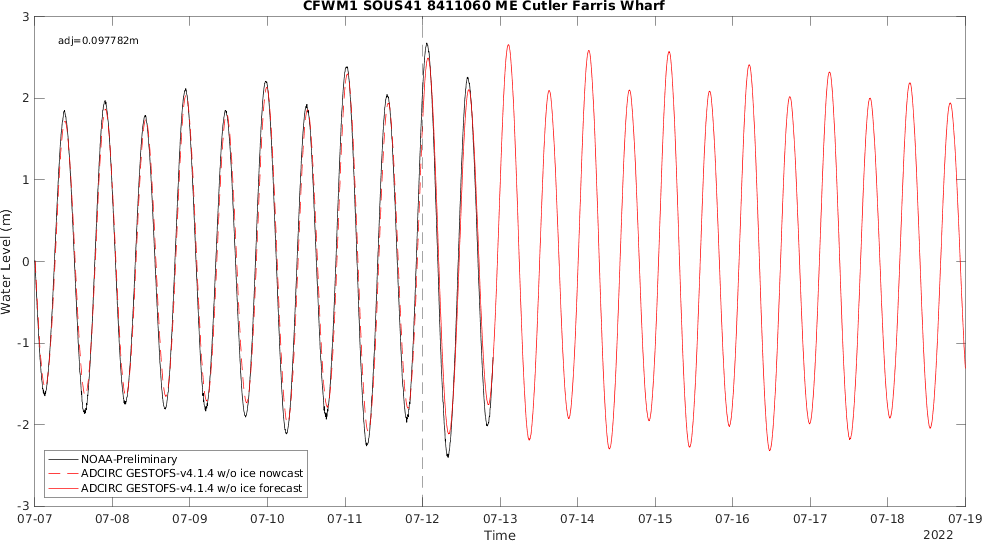 CFWM1 SOUS41 8411060 ME Cutler Farris Wharf
adj=0.097782m
3
2
1
0
-1
-2
-3
Water Level (m)
NOAA-Preliminary
ADCIRC GESTOFS-v4.1.4 w/o ice nowcast
ADCIRC GESTOFS-v4.1.4 w/o ice forecast
07-07 07-08 07-09 07-10 07-11 07-12 07-13 07-14 07-15 07-16 07-17 07-18 07-19
Time
2022